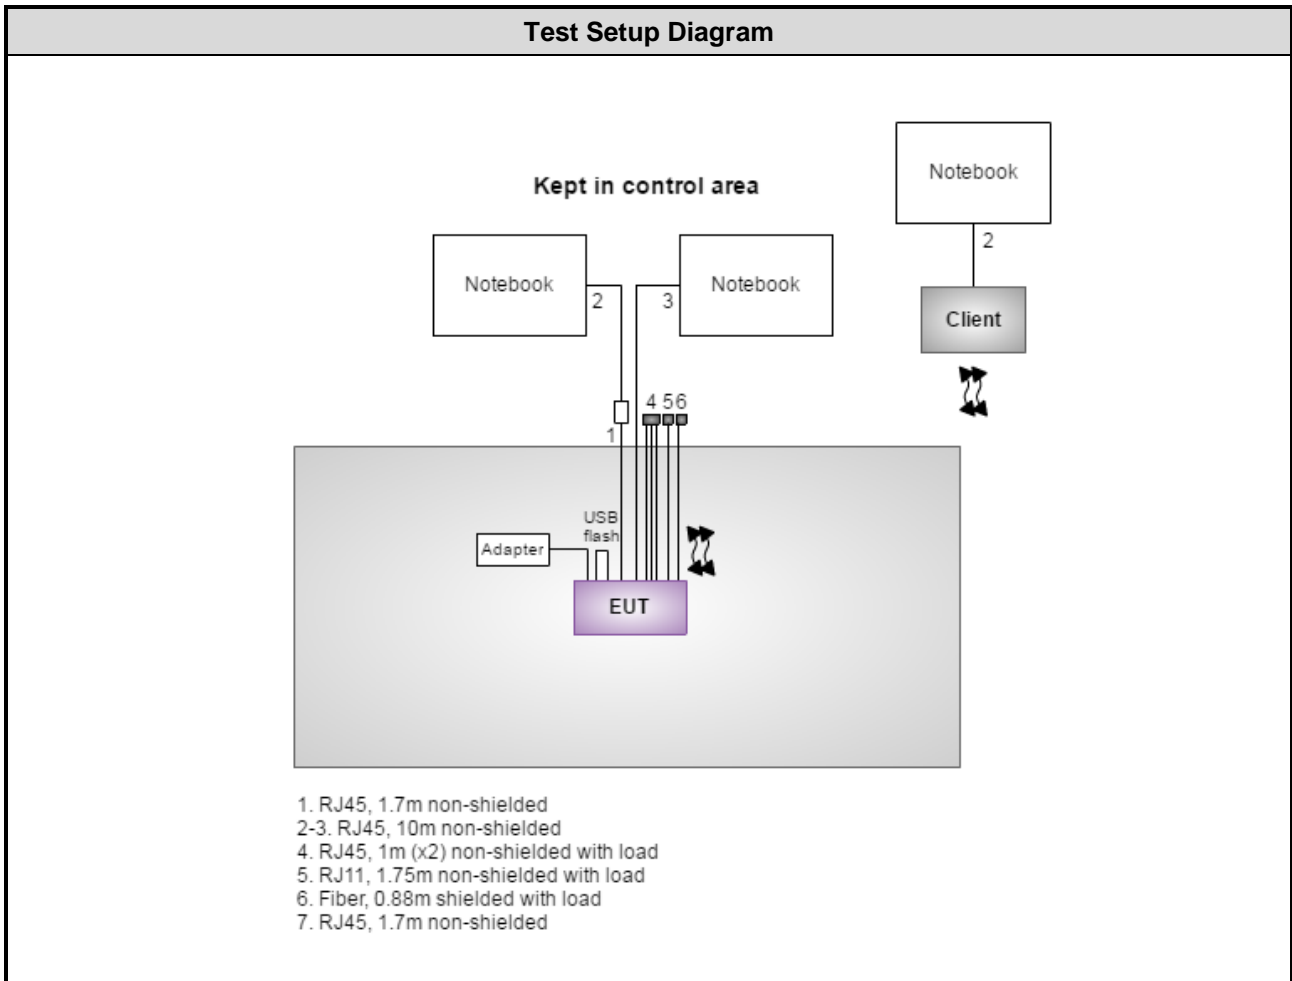 Test Setup Diagram
Notebook
Kept in control area
2
Notebook
2
Notebook
3
Client
4 5 6
1
USB
flash
Adapter
EUT
1. RJ45, 1.7m non-shielded
2-3. RJ45, 10m non-shielded
4. RJ45, 1m (x2) non-shielded with load
5. RJ11, 1.75m non-shielded with load
6. Fiber, 0.88m shielded with load
7. RJ45, 1.7m non-shielded